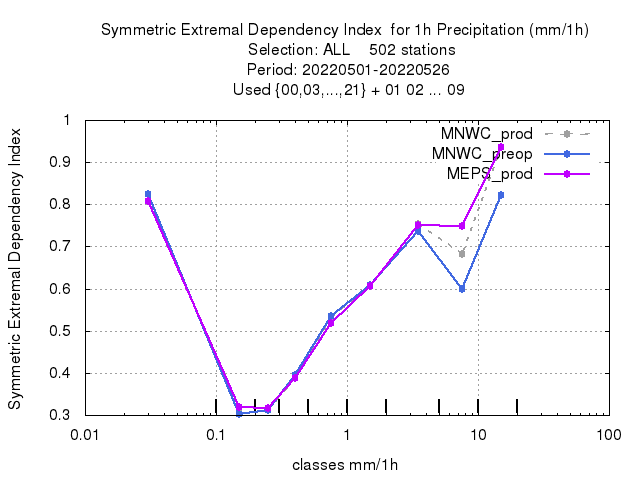 Symmetric Extremal Dependency Index  for 1h Precipitation (mm/1h)
Selection: ALL    502 stations
Period: 20220501-20220526
Used {00,03,...,21} + 01 02 ... 09
Symmetric Extremal Dependency Index
1
0.9
0.8
0.7
0.6
0.5
0.4
0.3
MNWC_prod
MNWC_preop
MEPS_prod
0.01
0.1
1
10
100
classes mm/1h